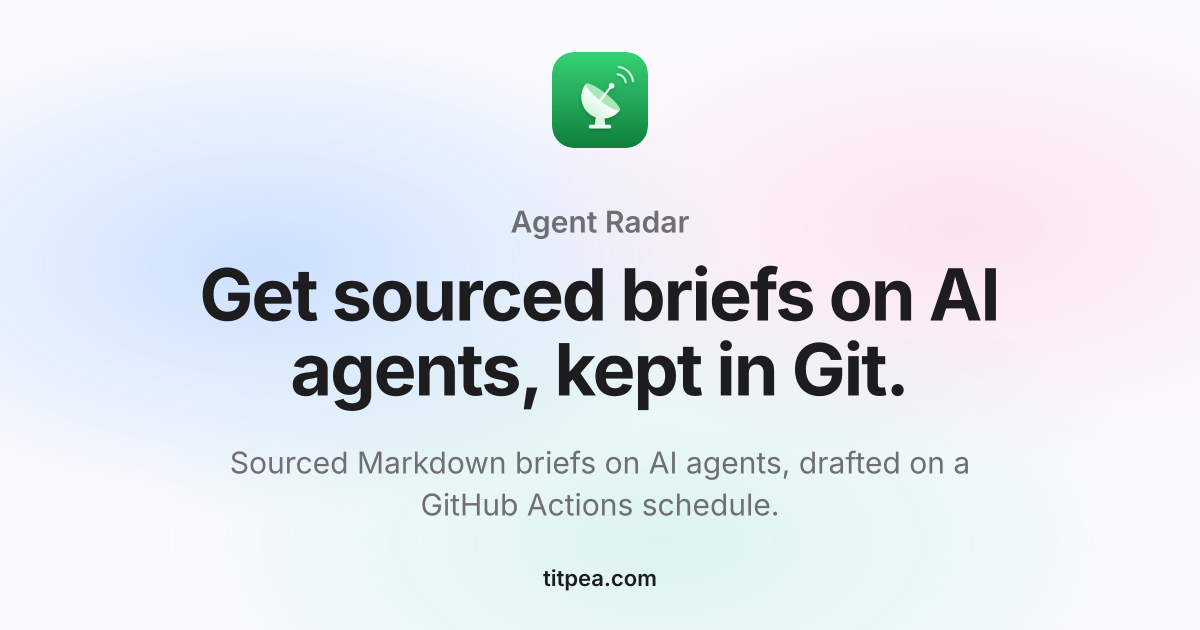 Agent Radar
Get sourced briefs on AI
agents, kept in Git.
Sourced Markdown briefs on AI agents, drafted on a
GitHub Actions schedule.
titpea.com